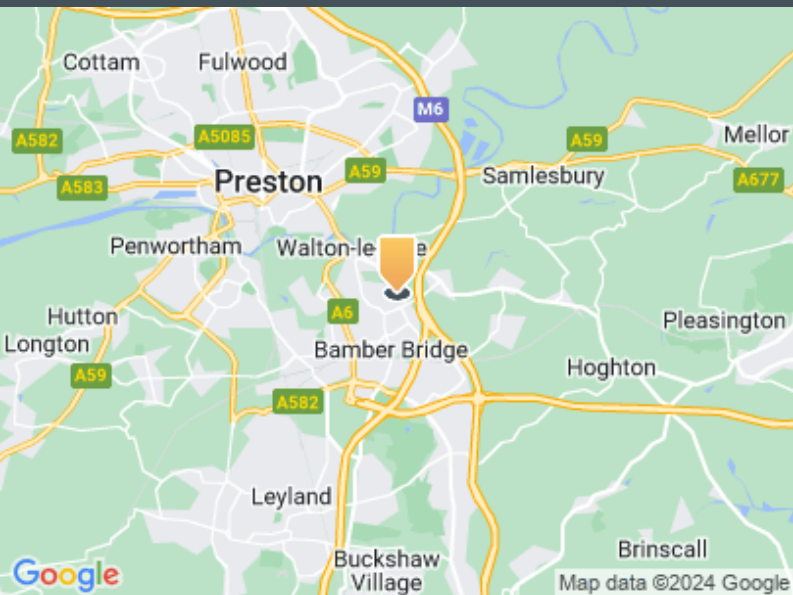 Cottam
Fulwood
M6
A582
A5085
A59
Mellor
A583
Preston
A59
Samlesbury
A677
Penwortham
Walton-le
e
Hutton
A6
Pleasington
Longton
Bamber Bridge
A59
Hoghton
A582
Leyland
Brinscall
Buckshaw
Village
Google
Map data ©2024 Google